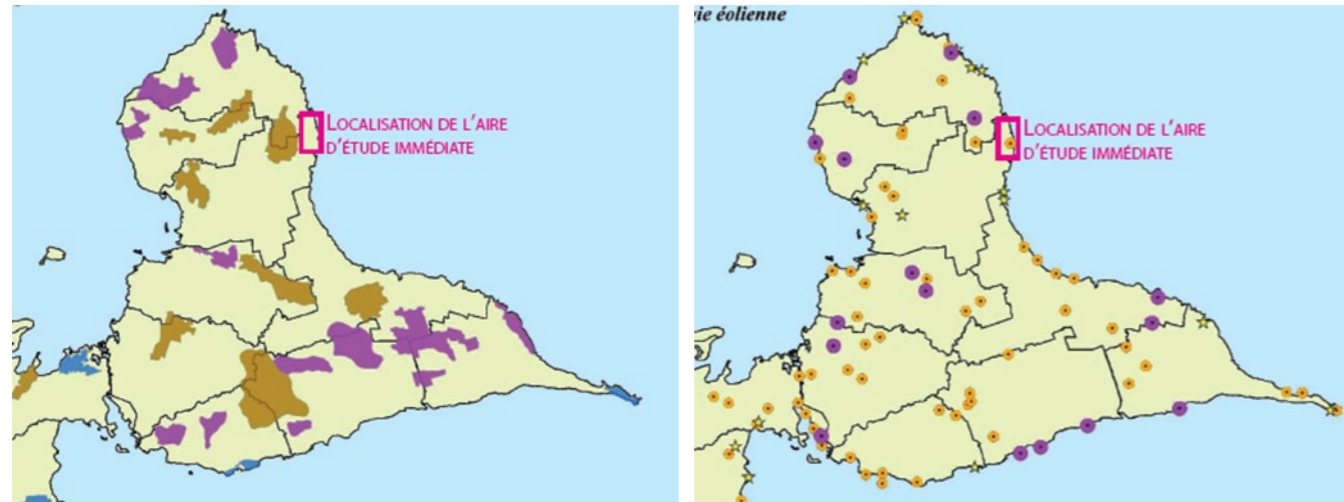 Localisation de l'aire
d'étude immédiate
ie éolienne
Localisation de l'aire
d'étude immédiate